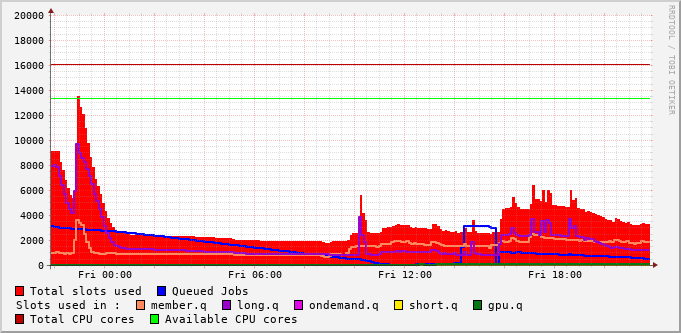 20000
18000
16000
14000
12000
10000
8000
6000
4000
2000
0
Fri 00:00 Fri 06:00 Fri 12:00 Fri 18:00
Total slots used Queued Jobs
Slots used in : member.q long.q ondemand.q short.q gpu.q
Total CPU cores Available CPU cores
RRDTOOL / TOBI OETIKER